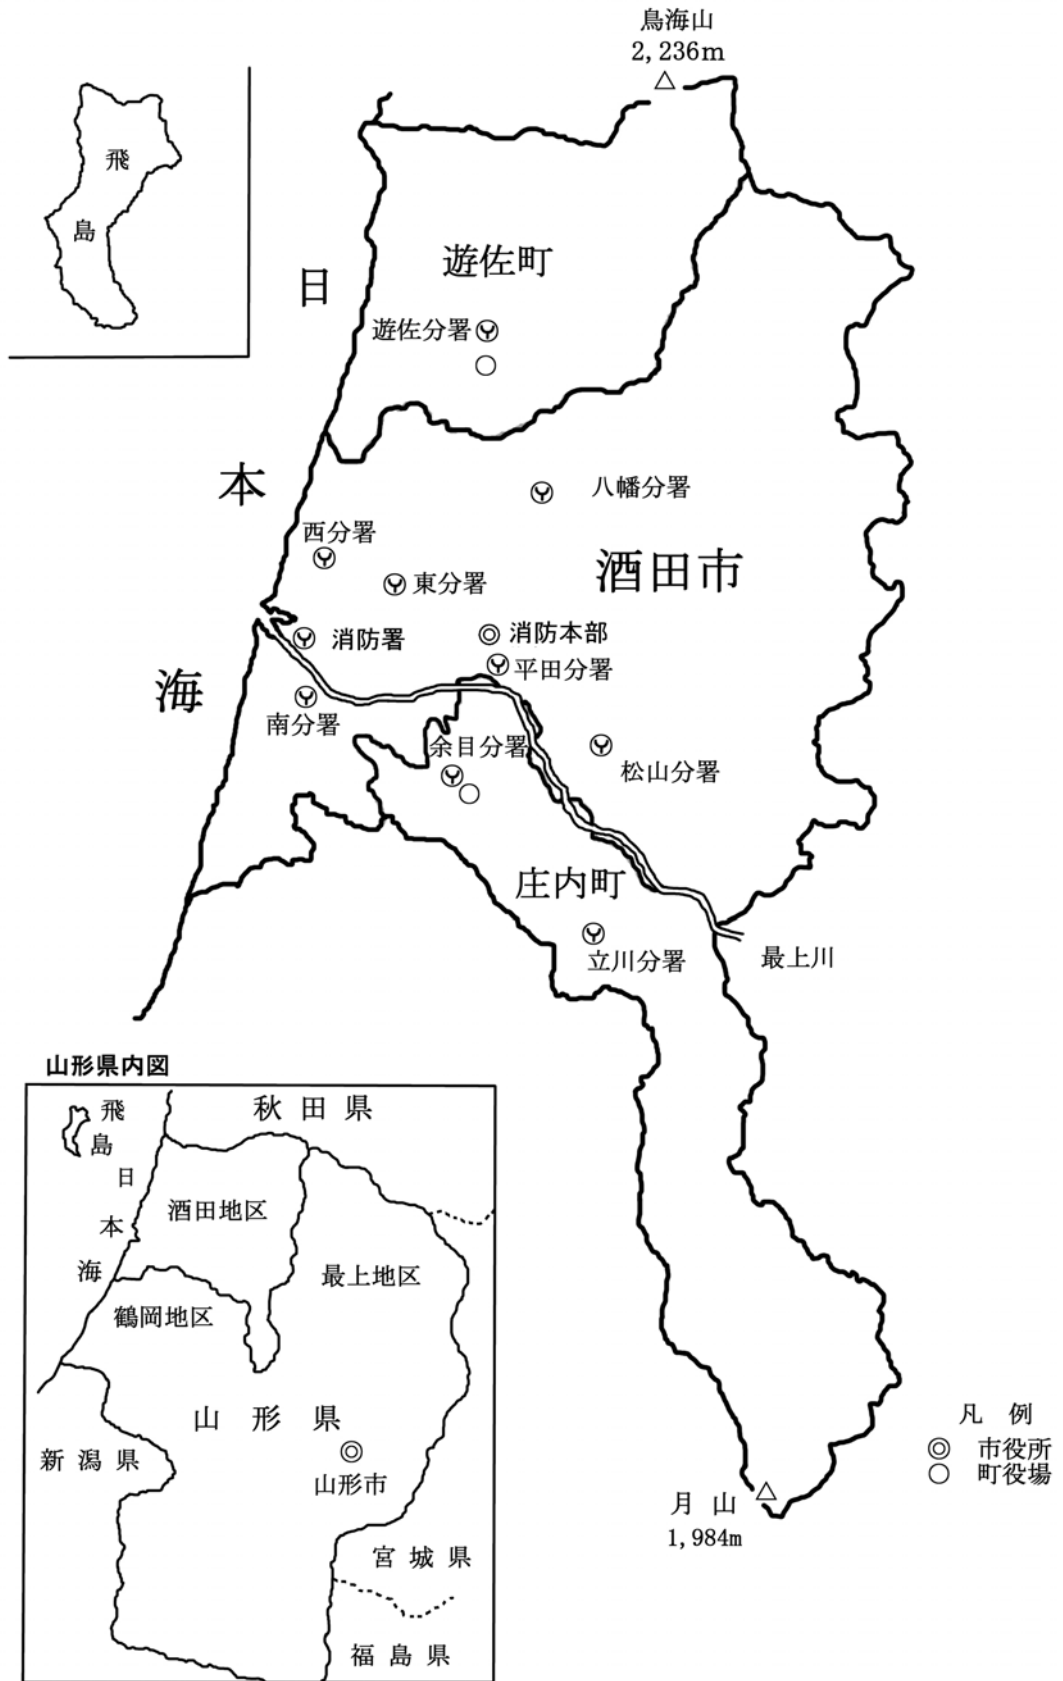 鳥海山
2,236m
飛
島
日
本
海
遊佐町
遊佐分署
八幡分署
西分署
東分署
酒田市
消防署
消防本部
平田分署
南分署
余目分署
松山分署
庄内町
立川分署
最上川
山形県内図
飛
島
日
本
海
秋田県
酒田地区
最上地区
鶴岡地区
山形県
山形市
新潟県
宮城県
福島県
月山
1,984m
凡例
◎ 市役所
○ 町役場